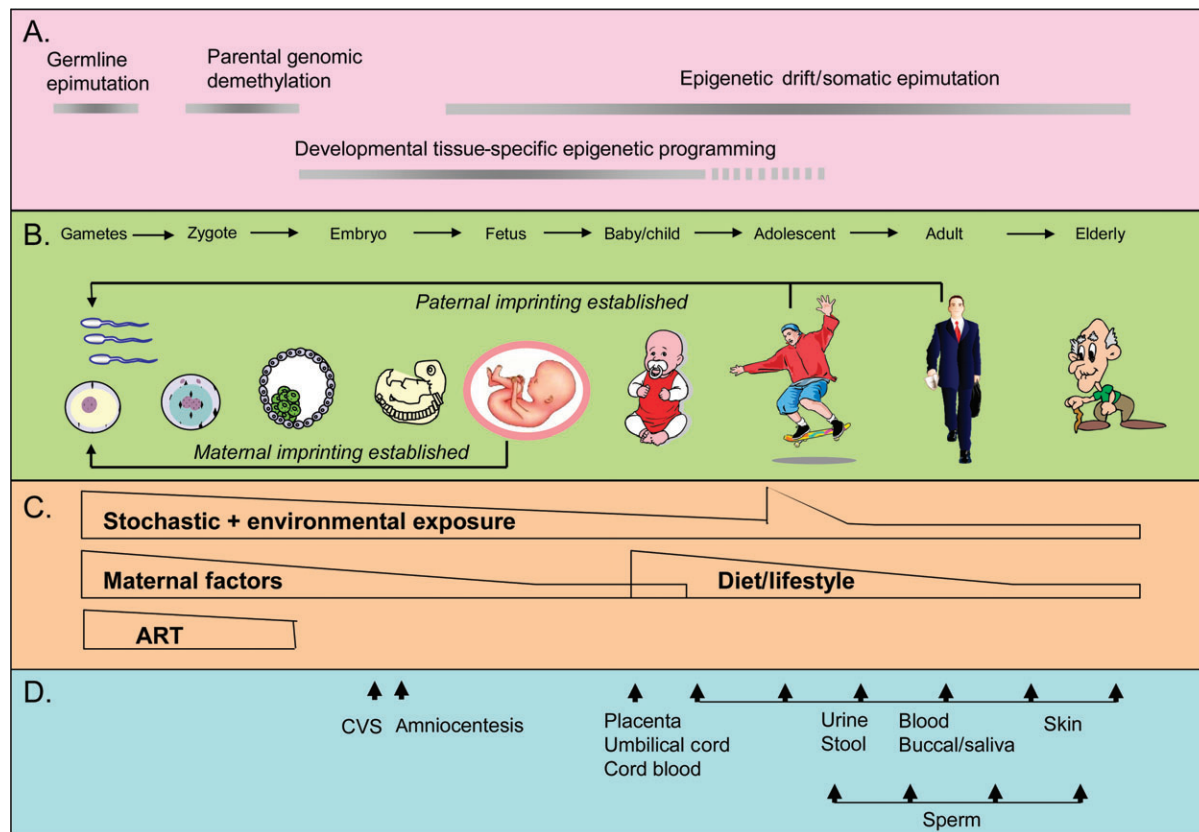 A.
Germline
epimutation
Parental genomic
demethylation
Epigenetic drift/somatic epimutation
Developmental tissue-specific epigenetic programming
B.
Gametes
Zygote
Embryo
Fetus
Baby/child
Adolescent
Adult
Elderly
Paternal imprinting established
Maternal imprinting established
C.
Stochastic + environmental exposure
Maternal factors
Diet/lifestyle
ART
D.
CVS
Amniocentesis
Placenta
Umbilical cord
Cord blood
Urine
Stool
Blood
Buccal/saliva
Skin
Sperm